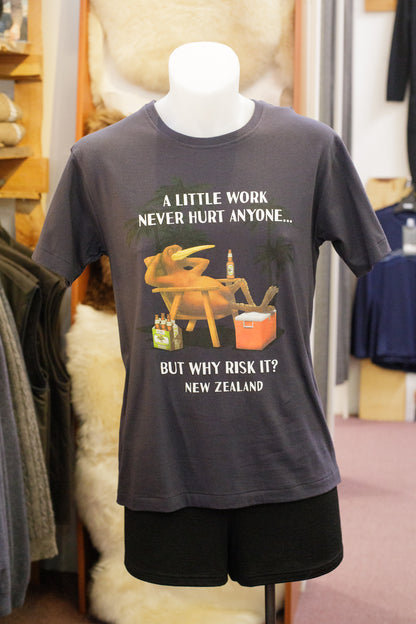 A LITTLE WORK
NEVER HURT ANYONE...
BUT WHY RISK IT?
NEW ZEALAND